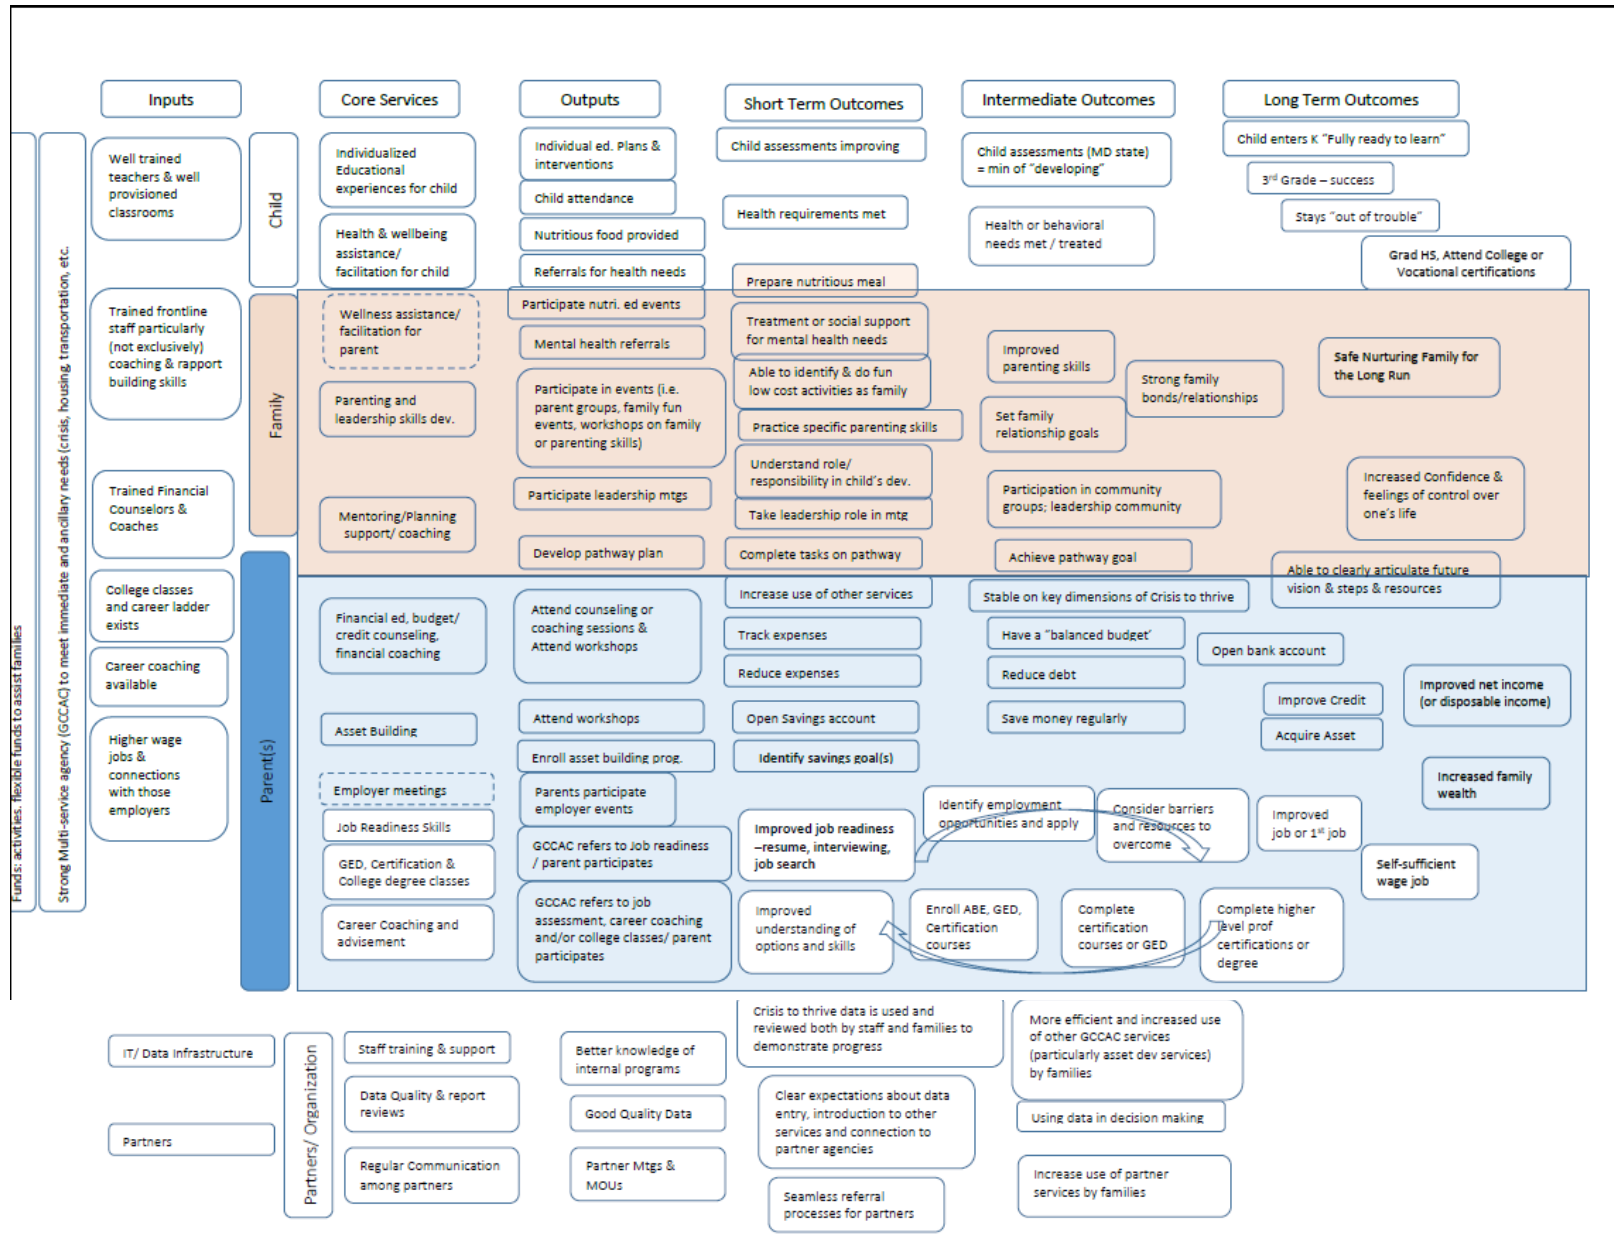 Inputs
Core Services
Outputs
Short Term Outcomes
Intermediate Outcomes
Long Term Outcomes
Funds: activities. flexible funds to assist families
Strong Multi-service agency (GCCAC) to meet immediate and ancillary needs (crisis, housing, transportation, etc.
Well trained
teachers & well
provisioned
classrooms
Trained frontline
staff particularly
(not exclusively)
coaching & rapport
building skills
Trained Financial
Counselors &
Coaches
College classes
and career ladder
exists
Career coaching
available
Higher wage
jobs &
connections
with those
employers
Child
Individualized
Educational
experiences for child
Health & wellbeing
assistance/
facilitation for child
Individual ed. Plans &
interventions
Child attendance
Nutritious food provided
Referrals for health needs
Child assessments improving
Health requirements met
Prepare nutritious meal
Child assessments (MD state)
= min of “developing”
Health or behavioral
needs met / treated
Child enters K “Fully ready to learn”
3rd Grade – success
Stays “out of trouble”
Grad HS, Attend College or
Vocational certifications
Family
Wellness assistance/
facilitation for
parent
Parenting and
leadership skills dev.
Mentoring/Planning
support/ coaching
Participate nutri. ed events
Mental health referrals
Participate in events (i.e.
parent groups, family fun
events, workshops on family
or parenting skills)
Participate leadership mtgs
Develop pathway plan
Treatment or social support
for mental health needs
Able to identify & do fun
low cost activities as family
Practice specific parenting skills
Understand role/
responsibility in child’s dev.
Take leadership role in mtg
Complete tasks on pathway
Improved
parenting skills
Set family
relationship goals
Strong family
bonds/relationships
Participation in community
groups; leadership community
Achieve pathway goal
Safe Nurturing Family for
the Long Run
Increased Confidence &
feelings of control over
one’s life
Able to clearly articulate future
vision & steps & resources
Parent(s)
Financial ed, budget/
credit counseling,
financial coaching
Asset Building
Employer meetings
Job Readiness Skills
GED, Certification &
College degree classes
Career Coaching and
advisement
Attend counseling or
coaching sessions &
Attend workshops
Attend workshops
Enroll asset building prog.
Parents participate
employer events
GCCAC refers to Job readiness
/ parent participates
GCCAC refers to job
assessment, career coaching
and/or college classes/ parent
participates
Increase use of other services
Track expenses
Reduce expenses
Open Savings account
Identify savings goal(s)
Improved job readiness
–resume, interviewing,
job search
Improved
understanding of
options and skills
Stable on key dimensions of Crisis to thrive
Have a “balanced budget’
Reduce debt
Save money regularly
Identify employment
opportunities and apply
Consider barriers
and resources to
overcome
Enroll ABE, GED,
Certification
courses
Complete
certification
courses or GED
Complete higher
level prof
certifications or
degree
Open bank account
Improve Credit
Acquire Asset
Improved net income
(or disposable income)
Increased family
wealth
Improved
job or 1st job
Self-sufficient
wage job
IT/ Data Infrastructure
Partners
Partners/ Organization
Staff training & support
Data Quality & report
reviews
Regular Communication
among partners
Better knowledge of
internal programs
Good Quality Data
Partner Mtgs &
MOUs
Crisis to thrive data is used and
reviewed both by staff and families to
demonstrate progress
Clear expectations about data
entry, introduction to other
services and connection to
partner agencies
Seamless referral
processes for partners
More efficient and increased use
of other GCCAC services
(particularly asset dev services)
by families
Using data in decision making
Increase use of partner
services by families